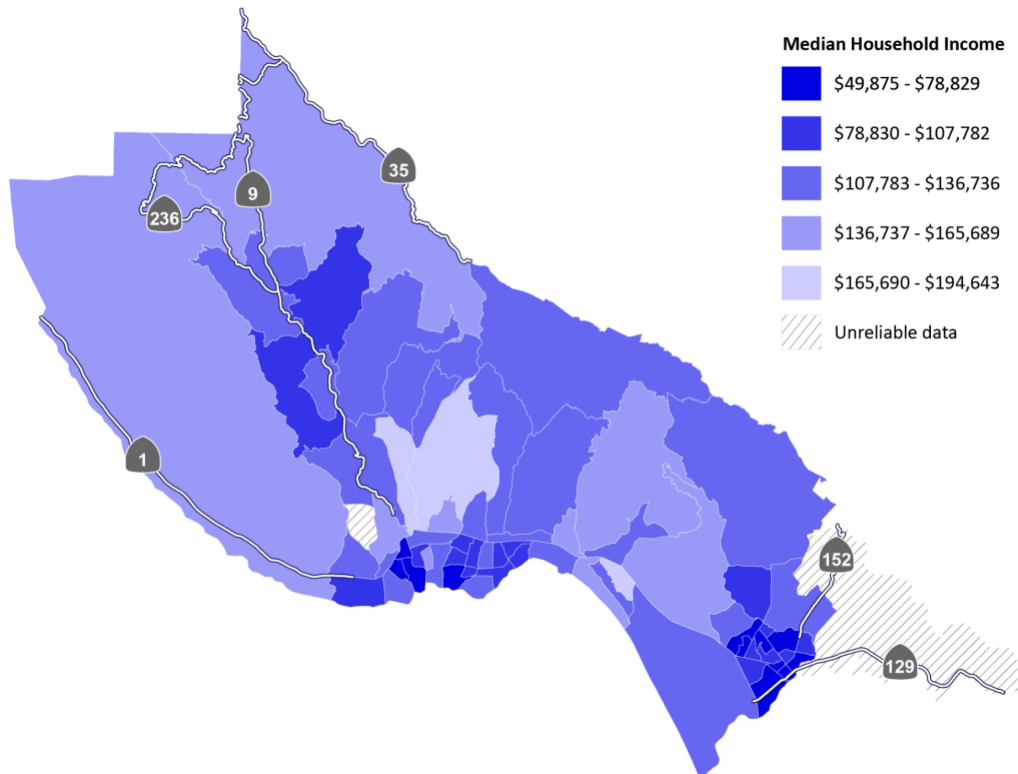 Median Household Income
$49,875 - $78,829
$78,830 - $107,782
$107,783 - $136,736
$136,737 - $165,689
$165,690 - $194,643
Unreliable data
35
9
236
1
152
129